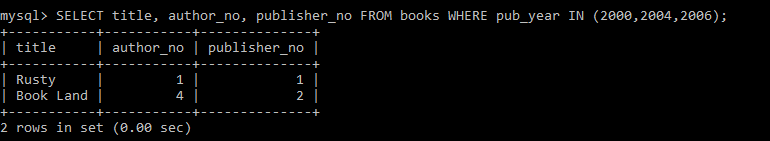 mysql> SELECT title, author_no, publisher_no FROM books WHERE pub_year IN (2000,2004,2006);
+-----------+-----------+--------------+
| title     | author_no | publisher_no |
+-----------+-----------+--------------+
| Rusty     |         1 |            1 |
| Book Land |         4 |            2 |
+-----------+-----------+--------------+
2 rows in set (0.00 sec)